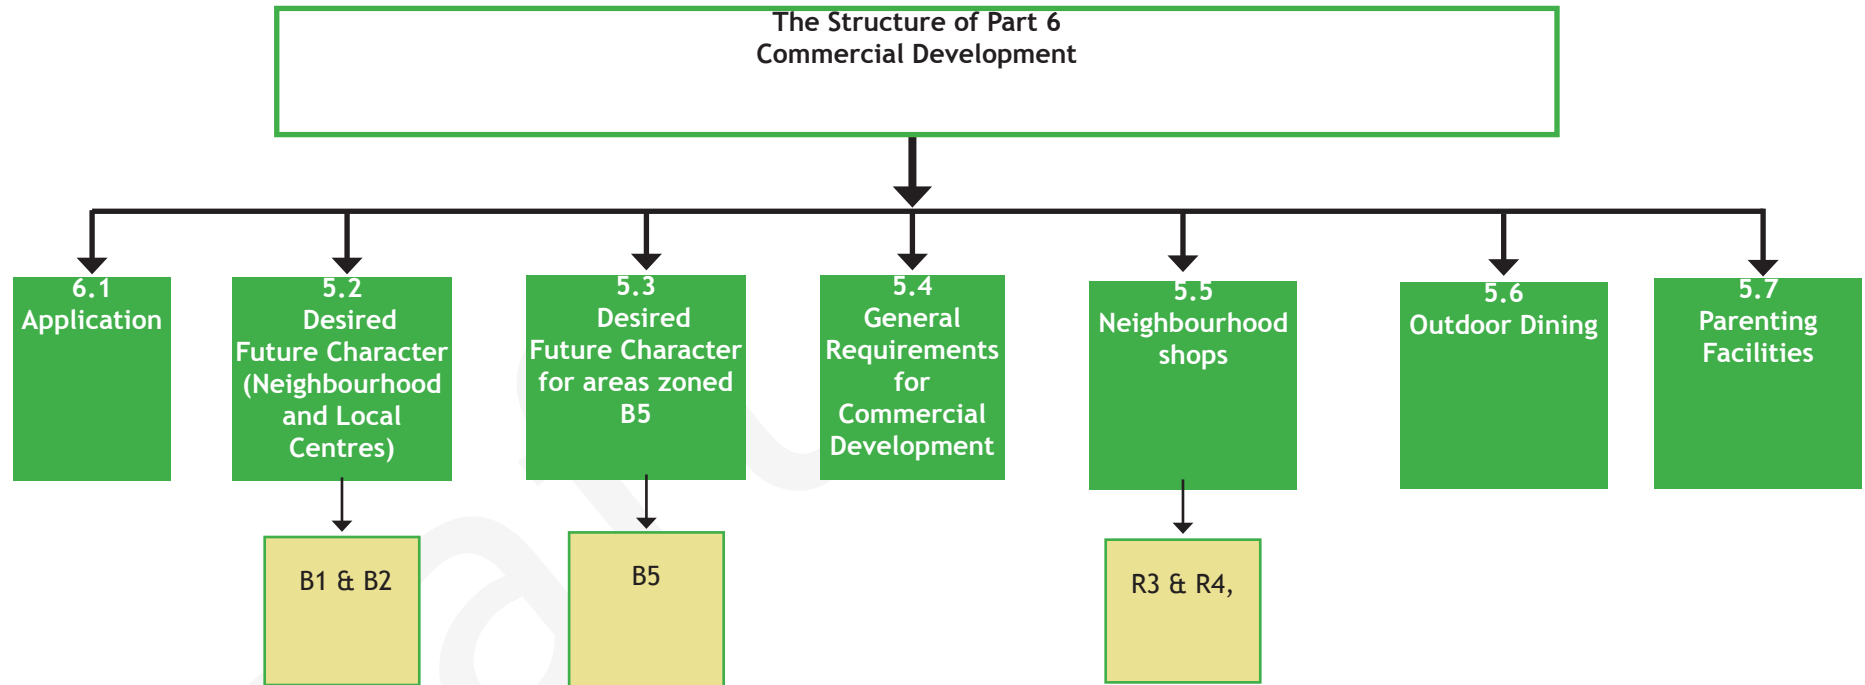 The Structure of Part 6
Commercial Development
6.1
Application
5.2
Desired
Future Character
(Neighbourhood
and Local
Centres)
5.3
Desired
Future Character
for areas zoned
B5
5.4
General
Requirements
for
Commercial
Development
5.5
Neighbourhood
shops
5.6
Outdoor Dining
5.7
Parenting
Facilities
B1 & B2
B5
R3 & R4,